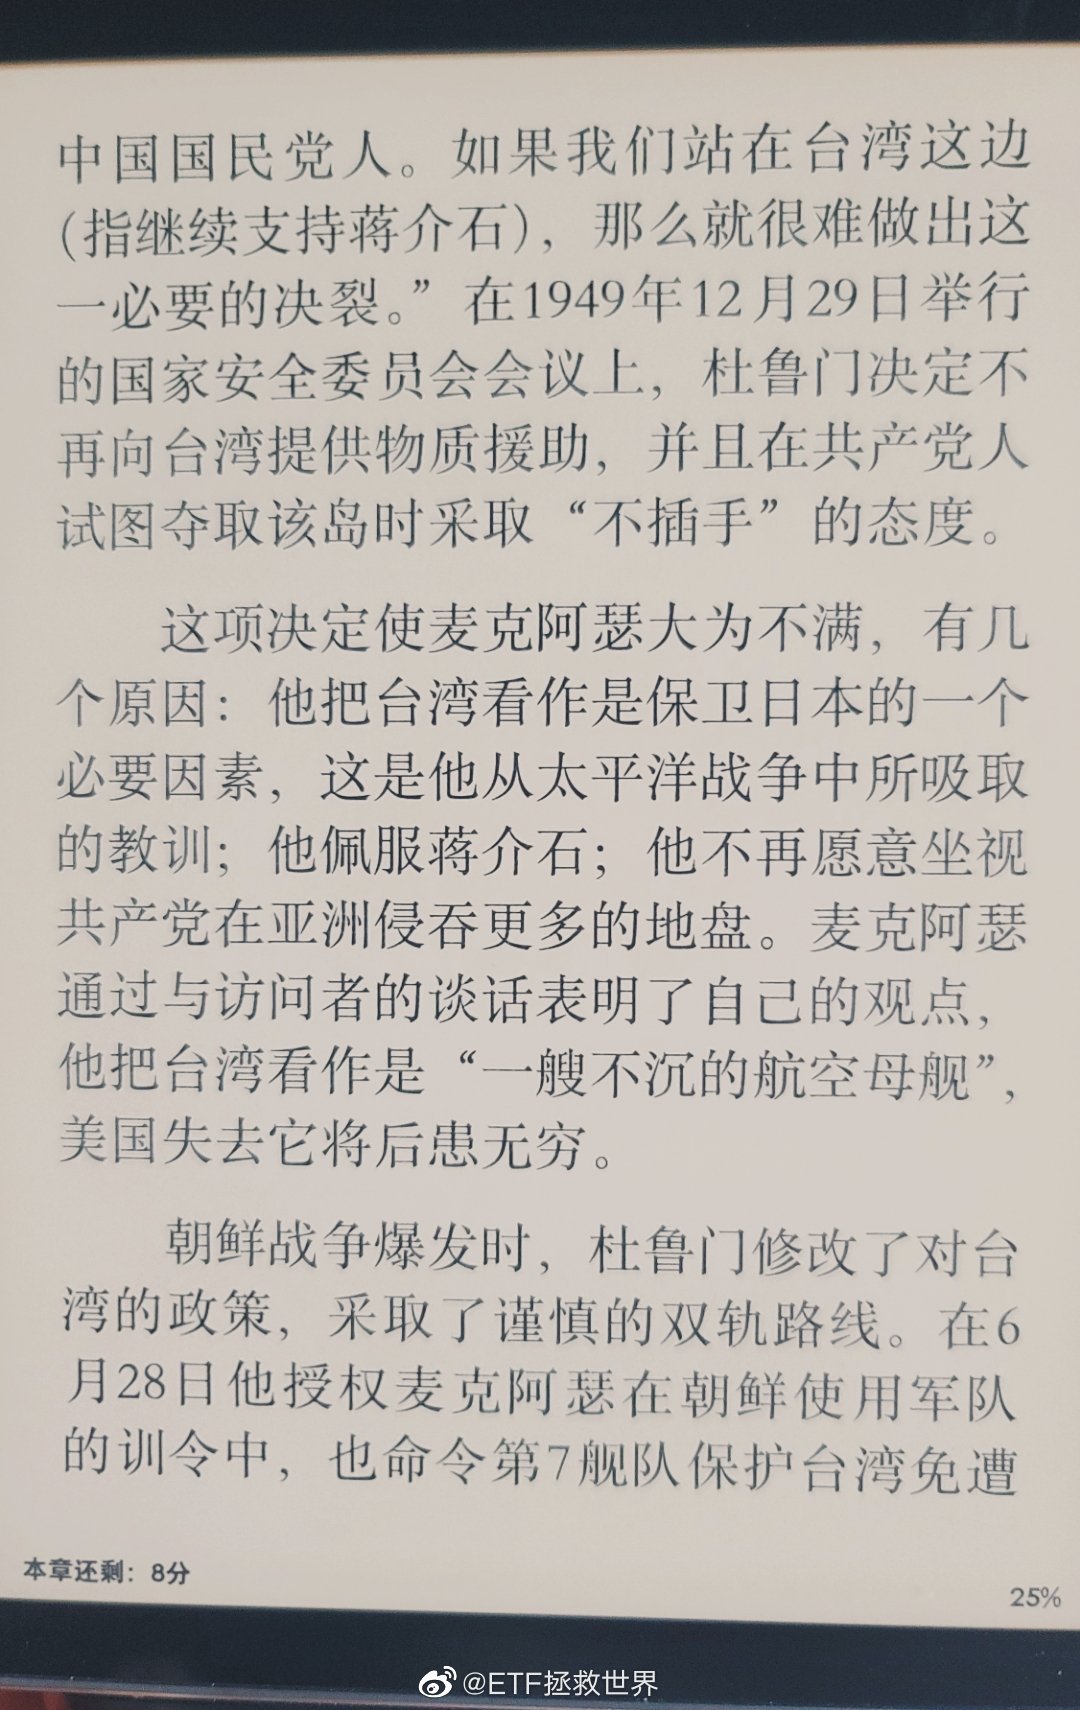 中国国民党人。如果我们站在台湾这边
（指继续支持蒋介石），那么就很难做出这
一必要的决裂。”在1949年12月29日举行
的国家安全委员会会议上，杜鲁门决定不
再向台湾提供物质援助，并且在共产党人
试图夺取该岛时采取“不插手”的态度。
这项决定使麦克阿瑟大为不满，有几
个原因：他把台湾看作是保卫日本的一个
必要因素，这是他从太平洋战争中所吸取
的教训；他佩服蒋介石；他不再愿意坐视
共产党在亚洲侵吞更多的地盘。麦克阿瑟
通过与访问者的谈话表明了自己的观点，
他把台湾看作是“一艘不沉的航空母舰”，
美国失去它将后患无穷。
朝鲜战争爆发时，杜鲁门修改了对台
湾的政策，采取了谨慎的双轨路线。在6
月28日他授权麦克阿瑟在朝鲜使用军队
的训令中，也命令第7舰队保护台湾免遭
本章还剩：8分
25%
@ETF拯救世界